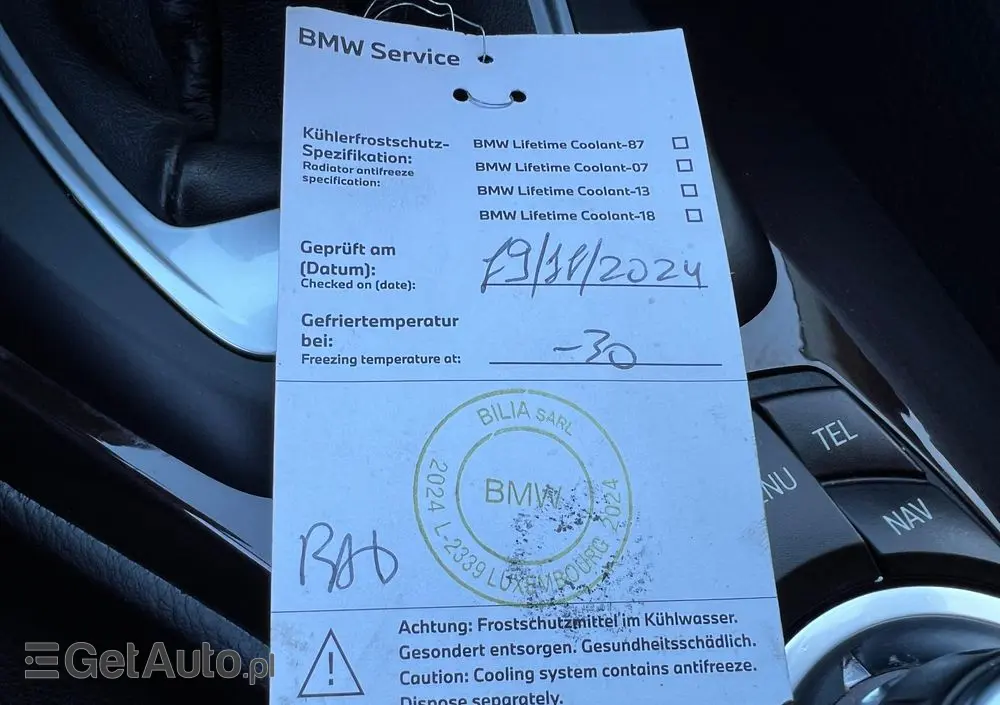 BMW Service
Kühlerfrostschutz-
Spezifikation:
Radiator antifreeze
specification:
BMW Lifetime Coolant-87
BMW Lifetime Coolant-07
BMW Lifetime Coolant-13
BMW Lifetime Coolant-18
Geprüft am
(Datum):
Checked on (date):
19/11/2024
Gefriertemperatur
bei:
Freezing temperature at:
-30
BILIA SARL
BMW
2024 L-2339 LUXEMBOURG 2024
Achtung: Frostschutzmittel im Kühlwasser.
Gesondert entsorgen. Gesundheitsschädlich.
Caution: Cooling system contains antifreeze.
Dispose separately.
!
TEL
NAV
ENU
GetAuto.pl